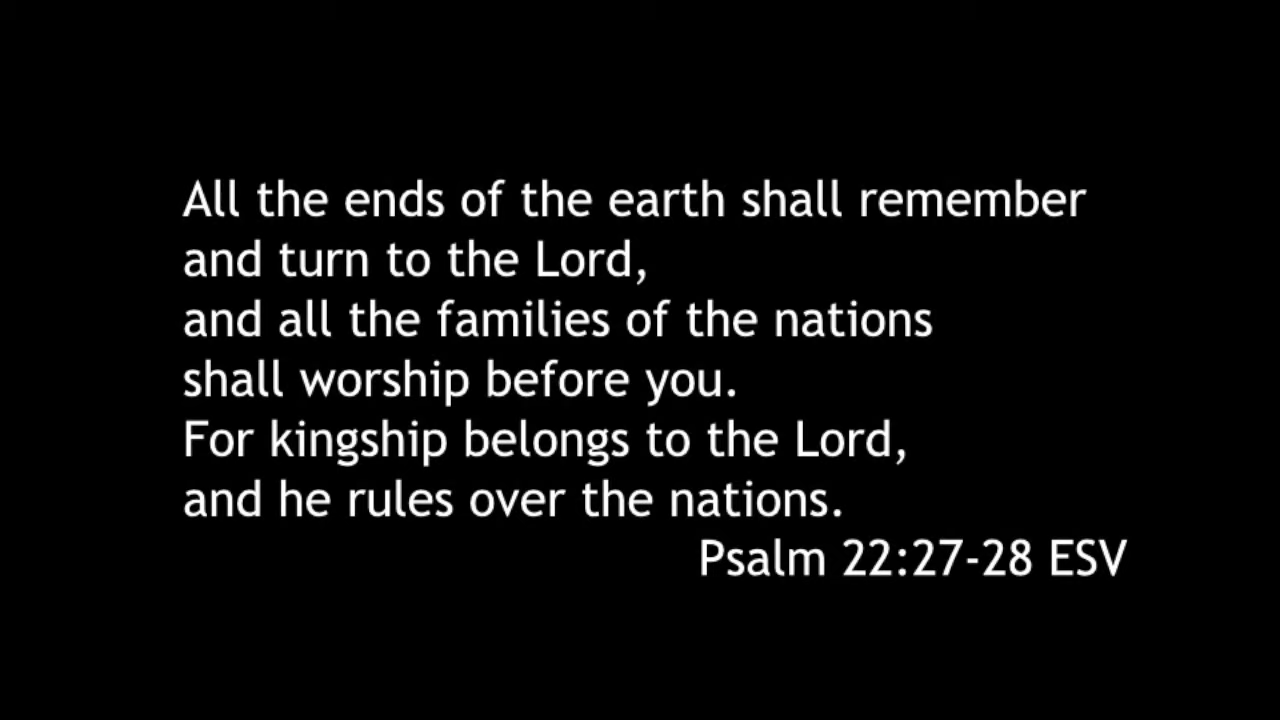 All the ends of the earth shall remember
and turn to the Lord,
and all the families of the nations
shall worship before you.
For kingship belongs to the Lord,
and he rules over the nations.
Psalm 22:27-28 ESV